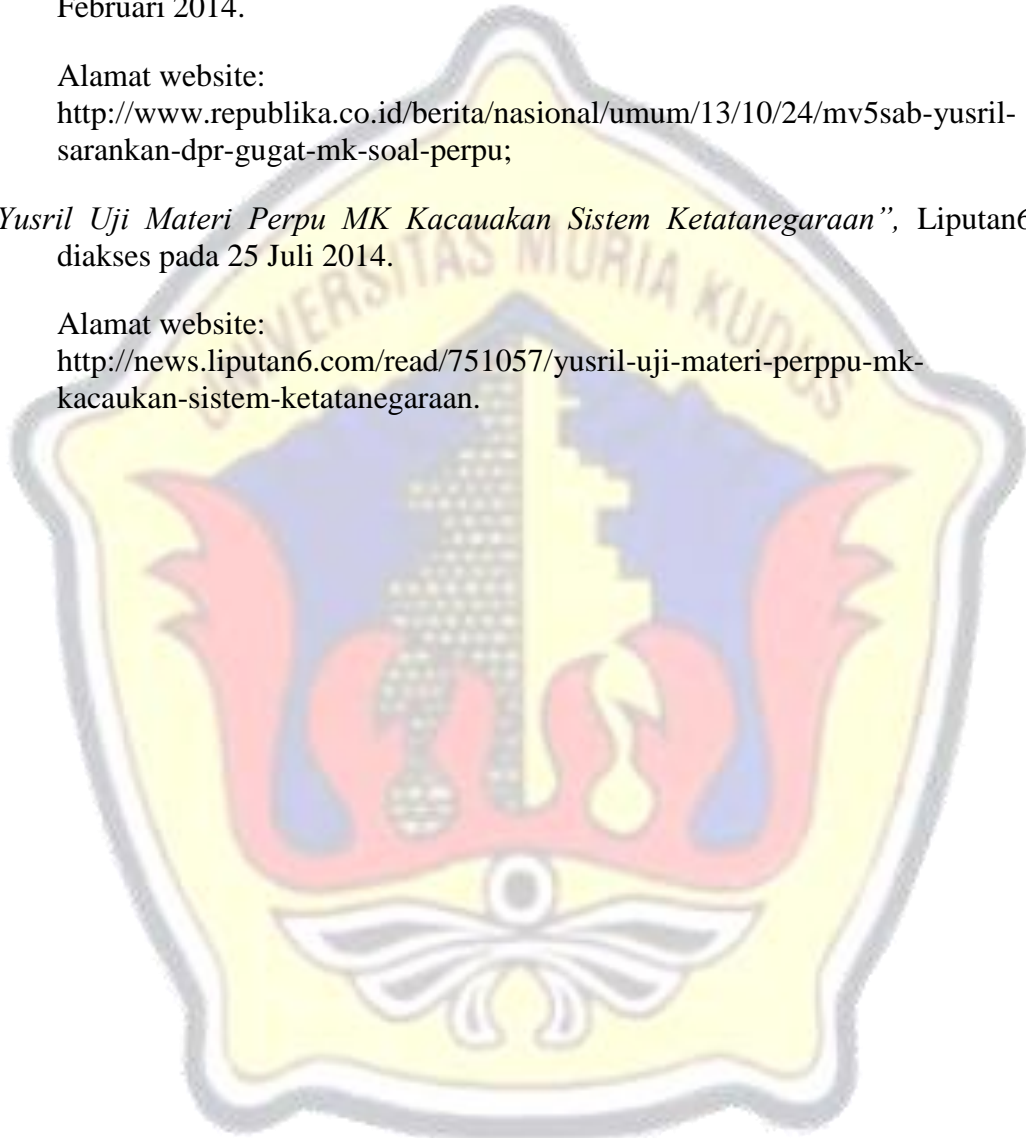 Februari 2014.
Alamat website:
http://www.republika.co.id/berita/nasional/umum/13/10/24/mv5sab-yusril-
sarankan-dpr-gugat-mk-soal-perpu;
Yusril Uji Materi Perpu MK Kacauakan Sistem Ketatanegaraan”, Liputan6
diakses pada 25 Juli 2014.
UNIVERSITAS MURIA KUDUS
Alamat website:
http://news.liputan6.com/read/751057/yusril-uji-materi-perppu-mk-
kacaukan-sistem-ketatanegaraan.